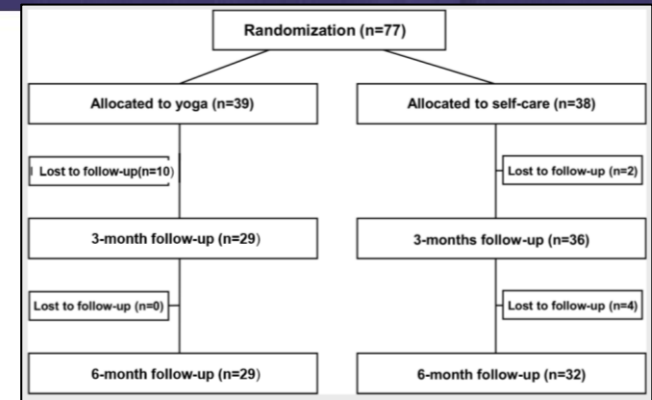 Randomization (n=77)
Allocated to yoga (n=39)
Allocated to self-care (n=38)
Lost to follow-up(n=10)
Lost to follow-up (n=2)
3-month follow-up (n=29)
3-months follow-up (n=36)
Lost to follow-up (n=0)
Lost to follow-up (n=4)
6-month follow-up (n=29)
6-month follow-up (n=32)